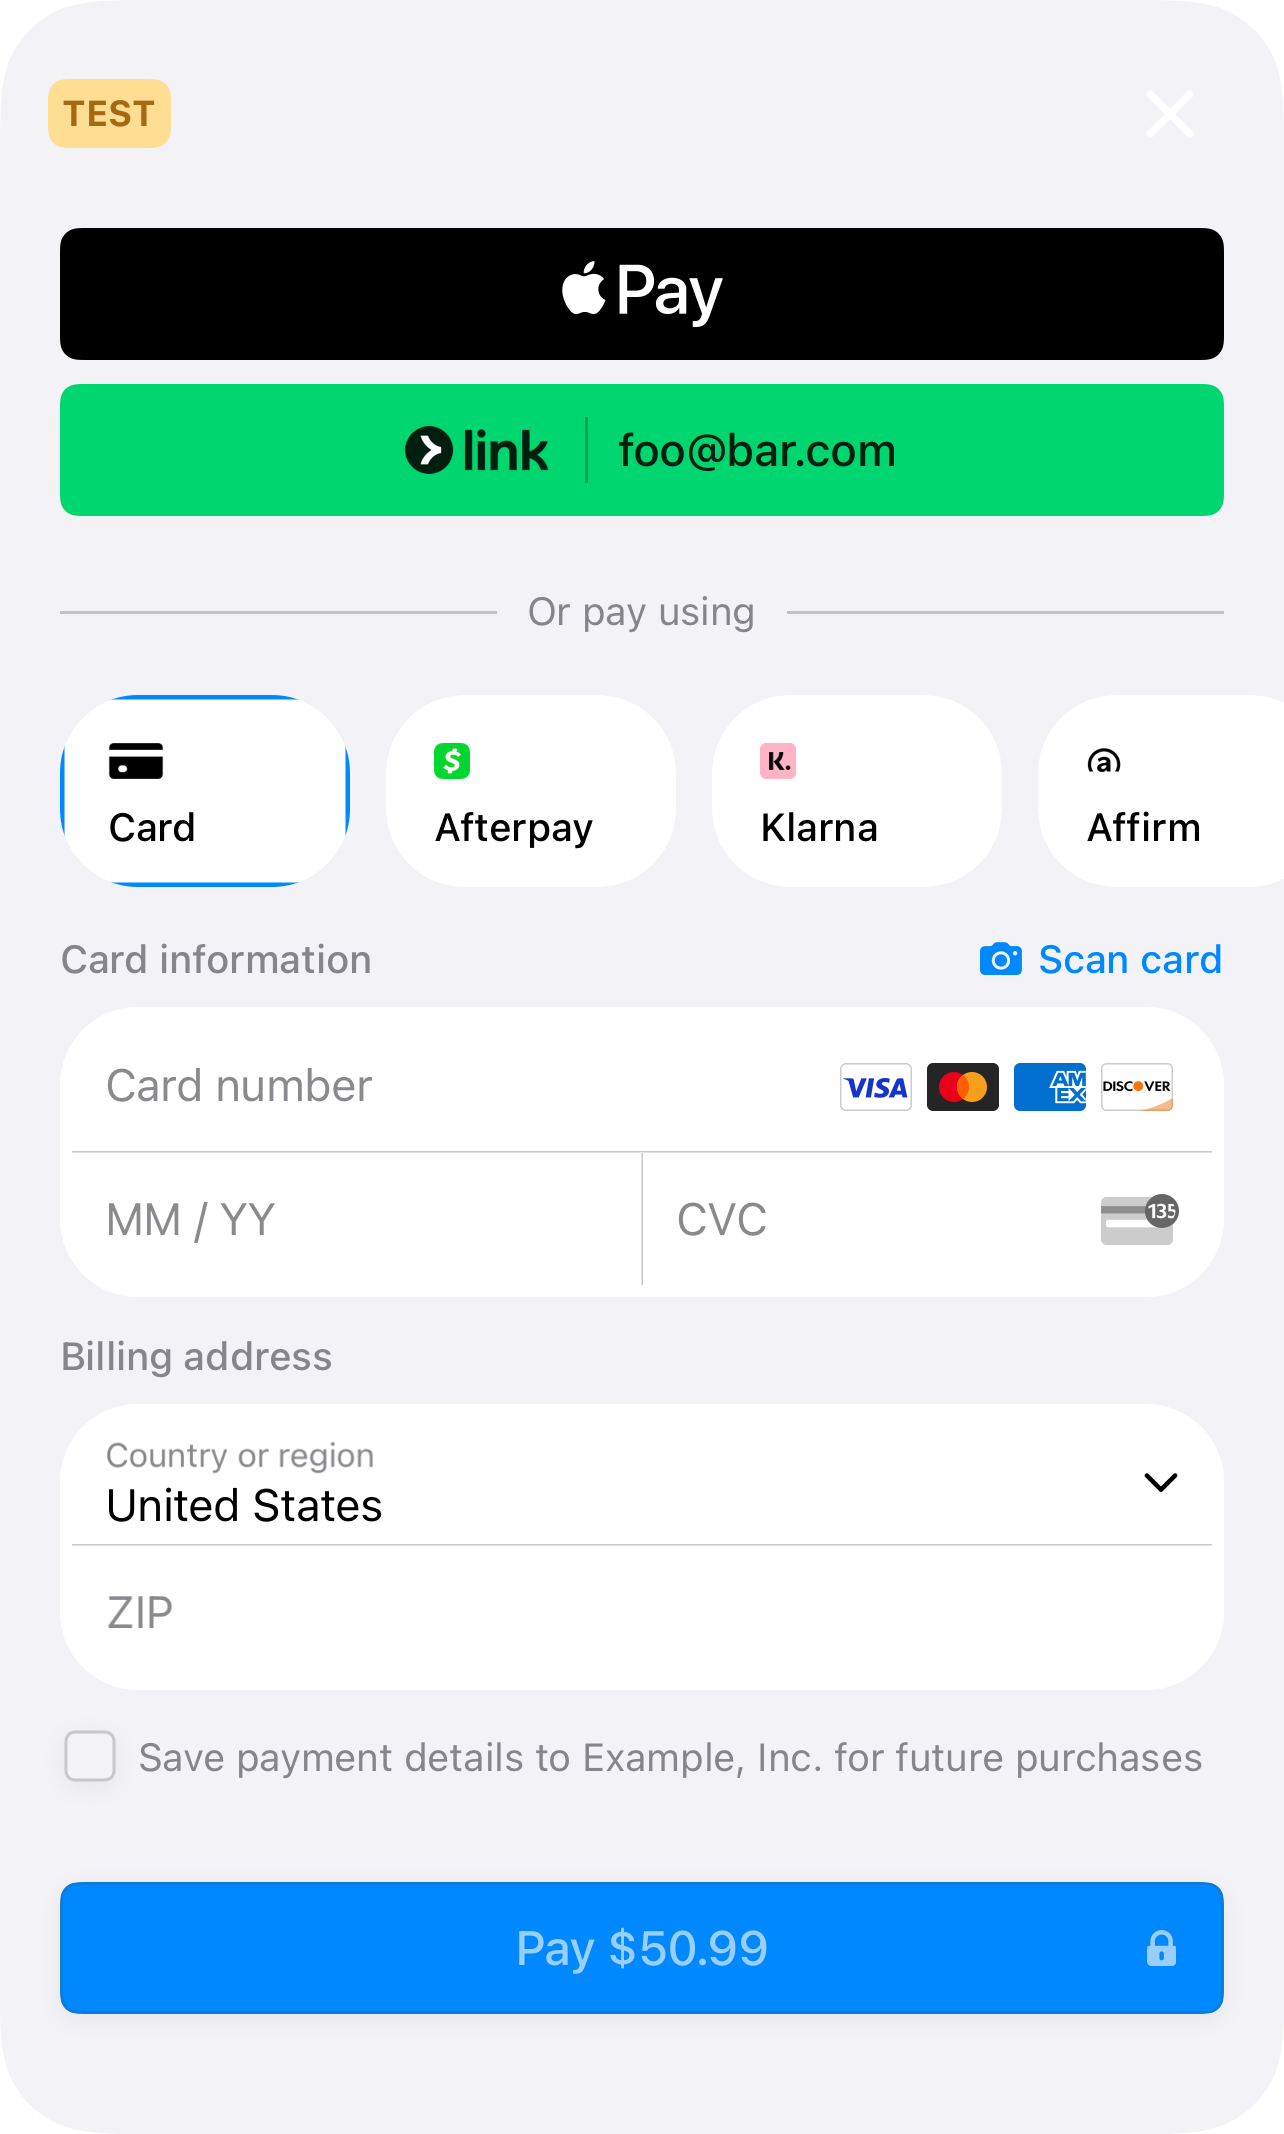 TEST
Pay
link foo@bar.com
Or pay using
K. a
Card Afterpay Klarna Affirm
Card information Scan card
Card number VISA AM EX DISCOVER
MM / YY CVC 135
Billing address
Country or region
United States
ZIP
Save payment details to Example, Inc. for future purchases
Pay $50.99